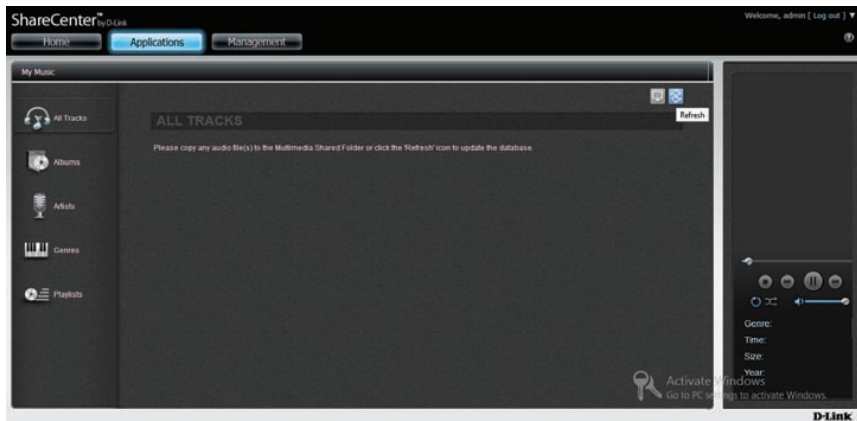 ShareCenter™ by D-Link
Welcome, admin [ Log out ]
Home
Applications
Management
My Music
All Tracks
Albums
Artists
Genres
Playlists
ALL TRACKS
Refresh
Please copy any audio file(s) to the Multimedia Shared Folder or click the 'Refresh' icon to update the database.
Genre:
Time:
Size:
Year:
Activate Windows
Go to PC settings to activate Windows.
D-Link